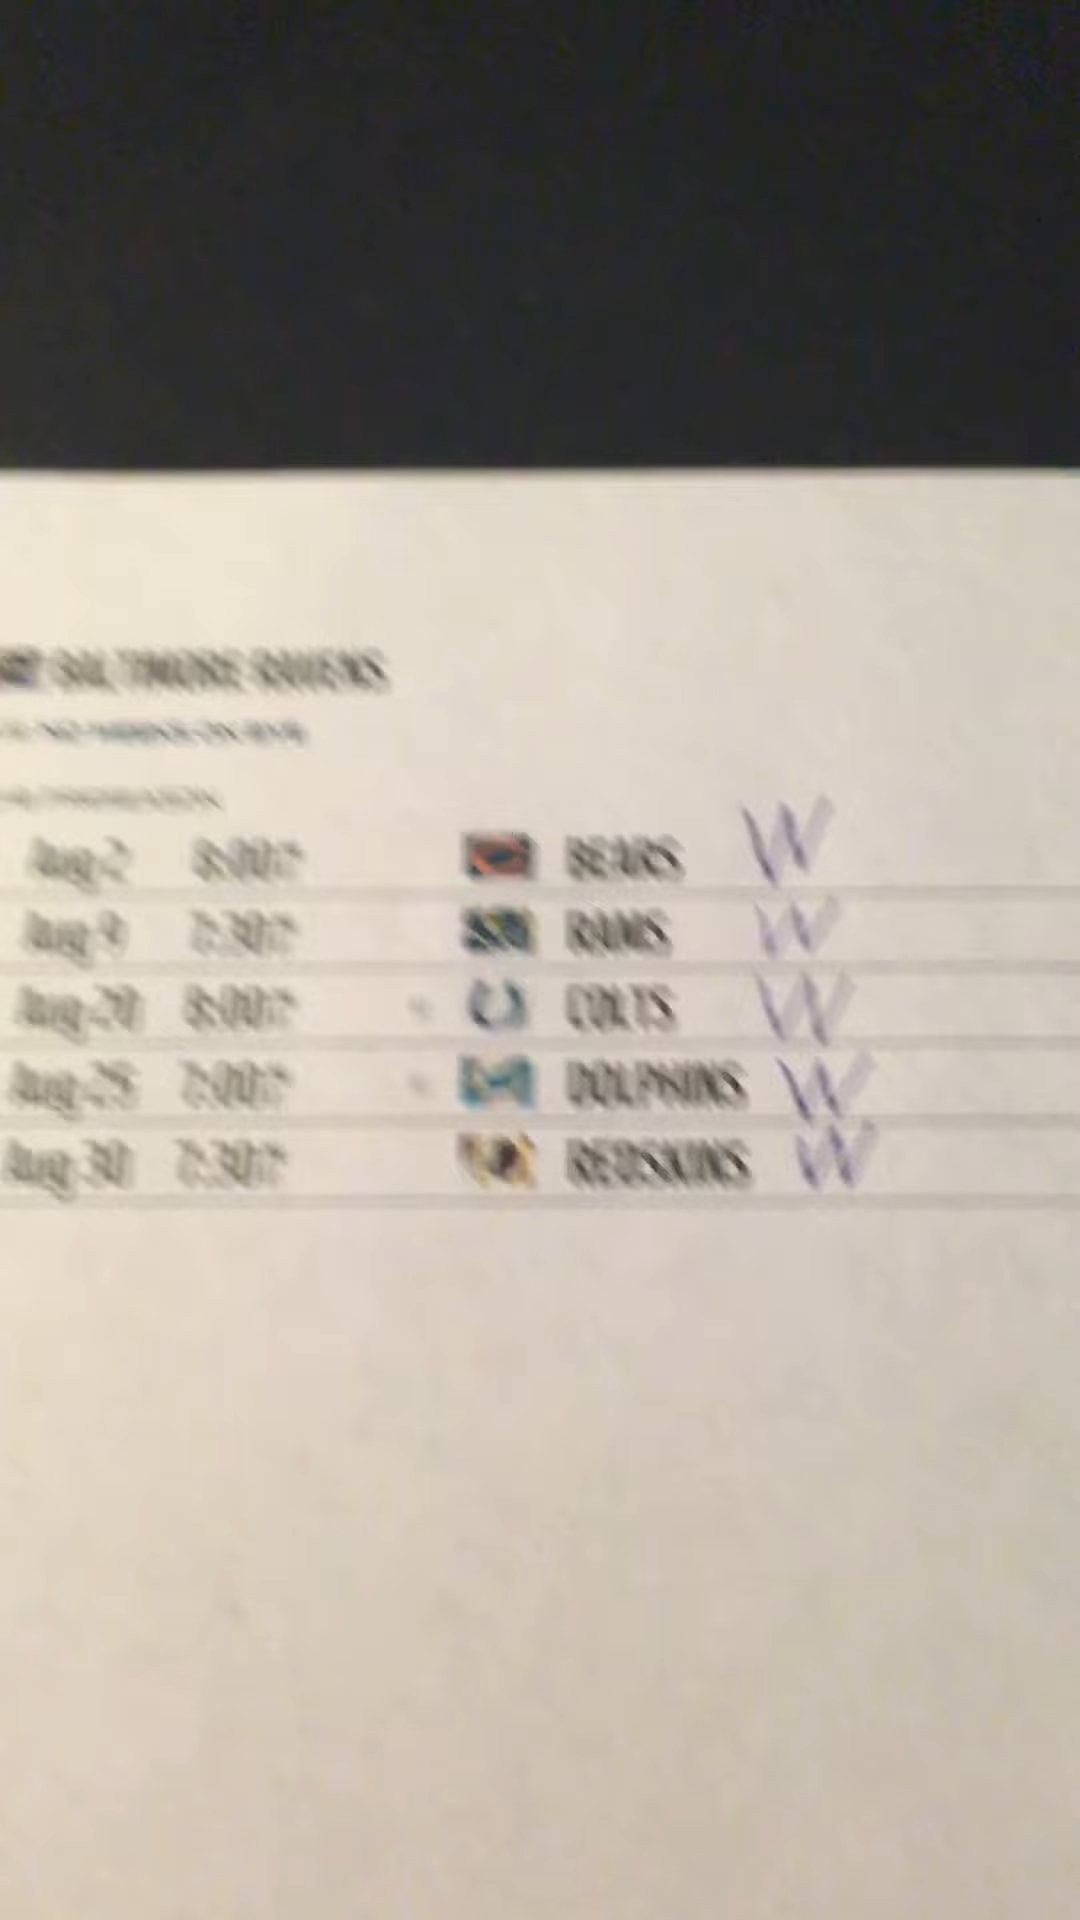 BALTIMORE RAVENS
Aug 2 8:00P BEARS W
Aug 9 7:30P RAMS W
Aug 20 8:00P COLTS W
Aug 25 7:00P DOLPHINS W
Aug 30 7:30P REDSKINS W